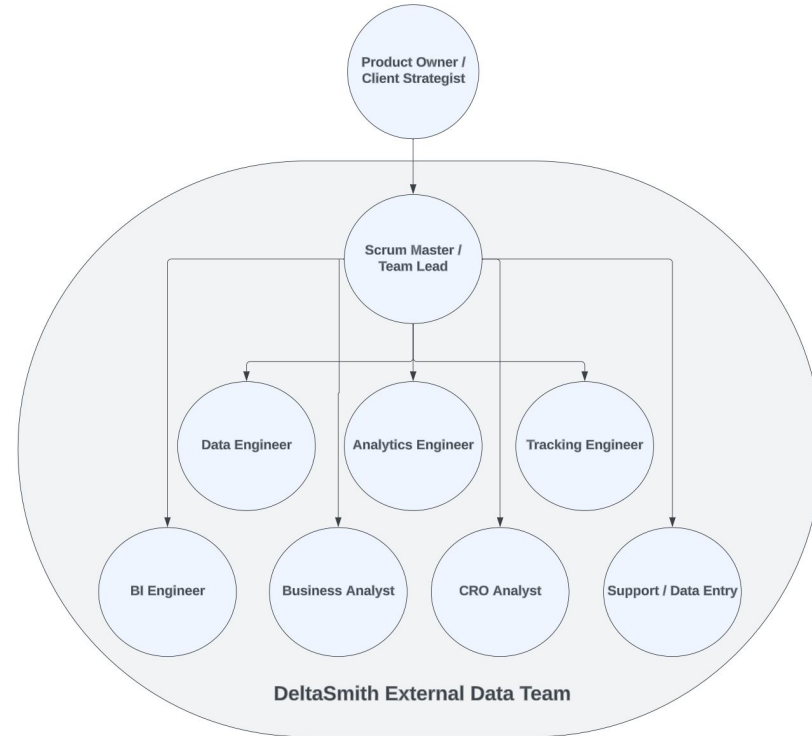 Product Owner /
Client Strategist
Scrum Master /
Team Lead
Data Engineer
Analytics Engineer
Tracking Engineer
BI Engineer
Business Analyst
CRO Analyst
Support / Data Entry
DeltaSmith External Data Team